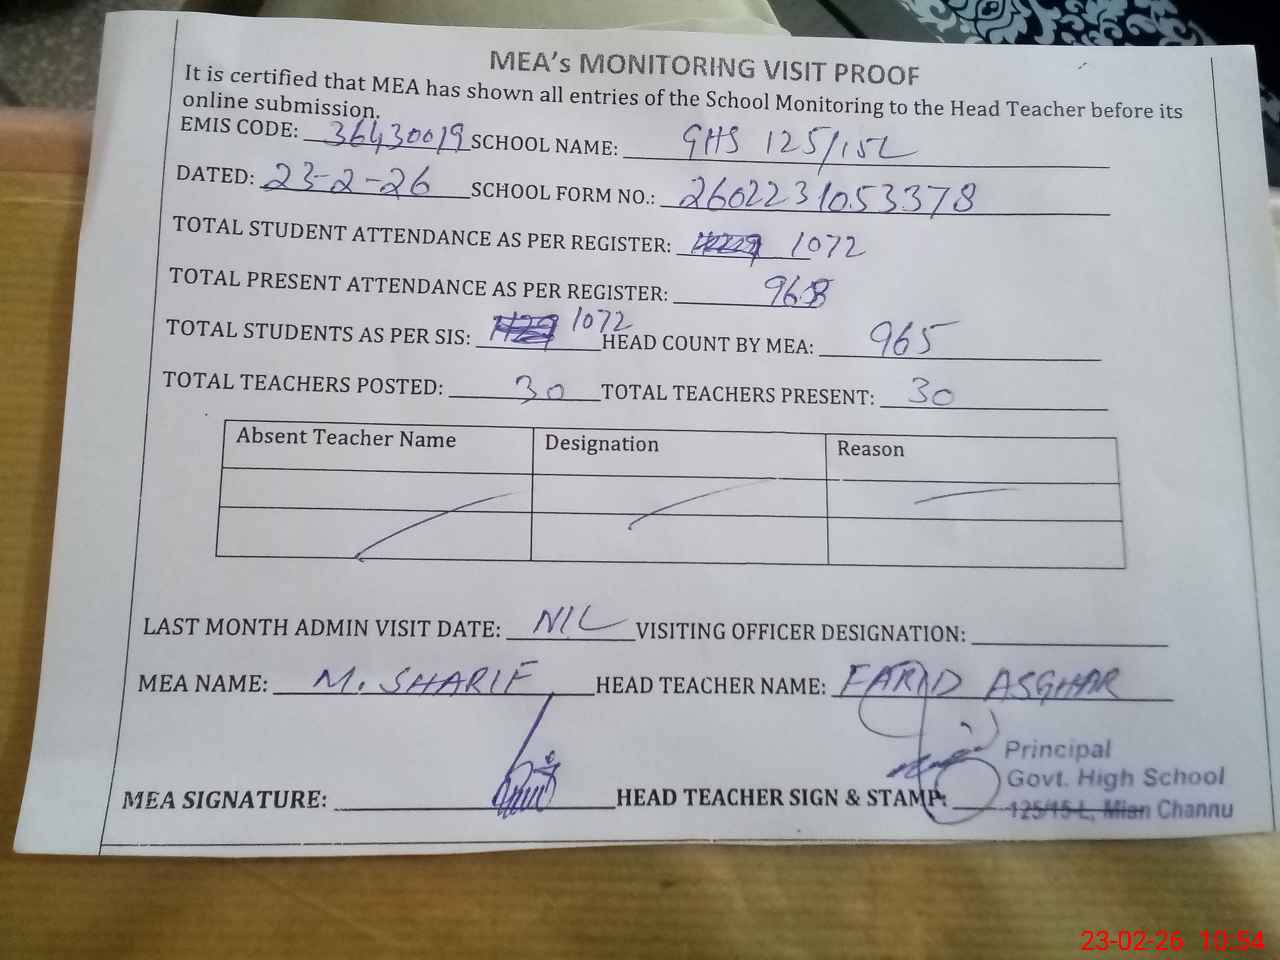 MEA's MONITORING VISIT PROOF
It is certified that MEA has shown all entries of the School Monitoring to the Head Teacher before its
online submission.
EMIS CODE: 36430019 SCHOOL NAME: GHS 125/15L
DATED: 23-2-26 SCHOOL FORM NO.: 2602231053378
TOTAL STUDENT ATTENDANCE AS PER REGISTER: 1072
TOTAL PRESENT ATTENDANCE AS PER REGISTER: 968
TOTAL STUDENTS AS PER SIS: 1072 HEAD COUNT BY MEA: 965
TOTAL TEACHERS POSTED: 30 TOTAL TEACHERS PRESENT: 30
Absent Teacher Name Designation Reason
LAST MONTH ADMIN VISIT DATE: NIL VISITING OFFICER DESIGNATION:
MEA NAME: M. SHARIF HEAD TEACHER NAME: FARID ASGHAR
MEA SIGNATURE: HEAD TEACHER SIGN & STAMP:
Principal
Govt. High School
125/15-L, Mian Channu
23-02-26 10:54